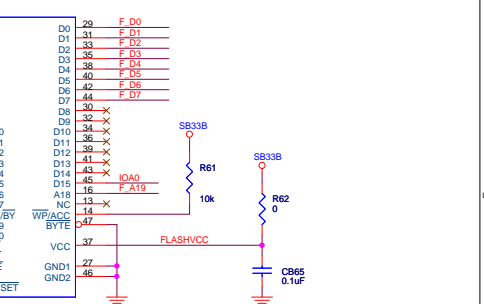 D0 29 F_D0
D1 31 F_D1
D2 33 F_D2
D3 35 F_D3
D4 38 F_D4
D5 40 F_D5
D6 42 F_D6
D7 44 F_D7
D8 30
D9 32
D10 34
D11 36
D12 39
D13 41
D14 43
D15 45 IOA0
A18 16 F_A19
NC 13
/BY WP/ACC 14
BYTE 47
VCC 37 FLASHVCC
GND1 27
GND2 46
SET
SB33B
R61
10k
SB33B
R62
0
CB65
0.1uF